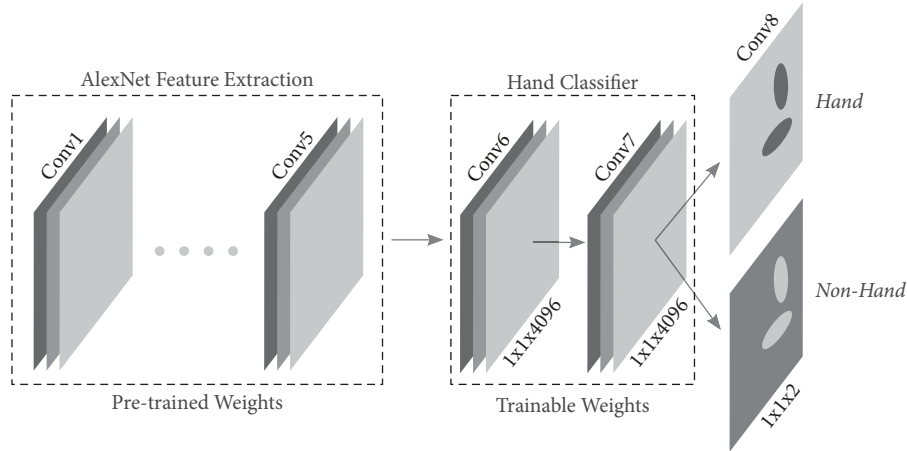 AlexNet Feature Extraction
Conv1
Conv5
Pre-trained Weights
Hand Classifier
Conv6
1x1x4096
Conv7
1x1x4096
Trainable Weights
Conv8
Hand
Non-Hand
1x1x2